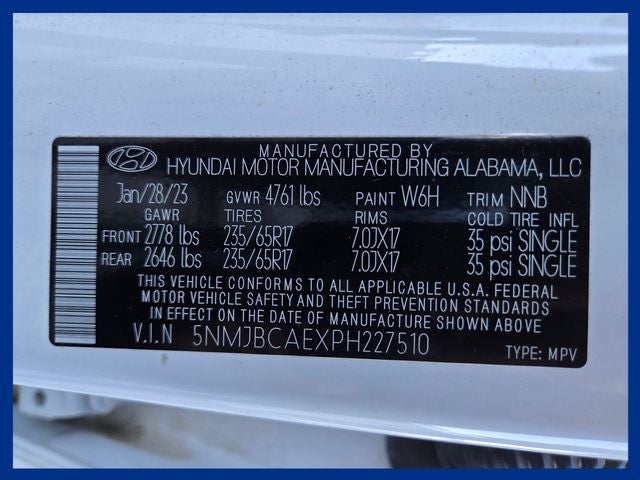 MANUFACTURED BY
HYUNDAI MOTOR MANUFACTURING ALABAMA, LLC
Jan/28/23 GVWR 4761 lbs PAINT W6H TRIM NNB
GAWR TIRES RIMS COLD TIRE INFL
FRONT 2778 lbs 235/65R17 7.0JX17 35 psi SINGLE
REAR 2646 lbs 235/65R17 7.0JX17 35 psi SINGLE
THIS VEHICLE CONFORMS TO ALL APPLICABLE U.S.A. FEDERAL
MOTOR VEHICLE SAFETY AND THEFT PREVENTION STANDARDS
IN EFFECT ON THE DATE OF MANUFACTURE SHOWN ABOVE.
V.I.N 5NMJBCAEXPH227510 TYPE: MPV